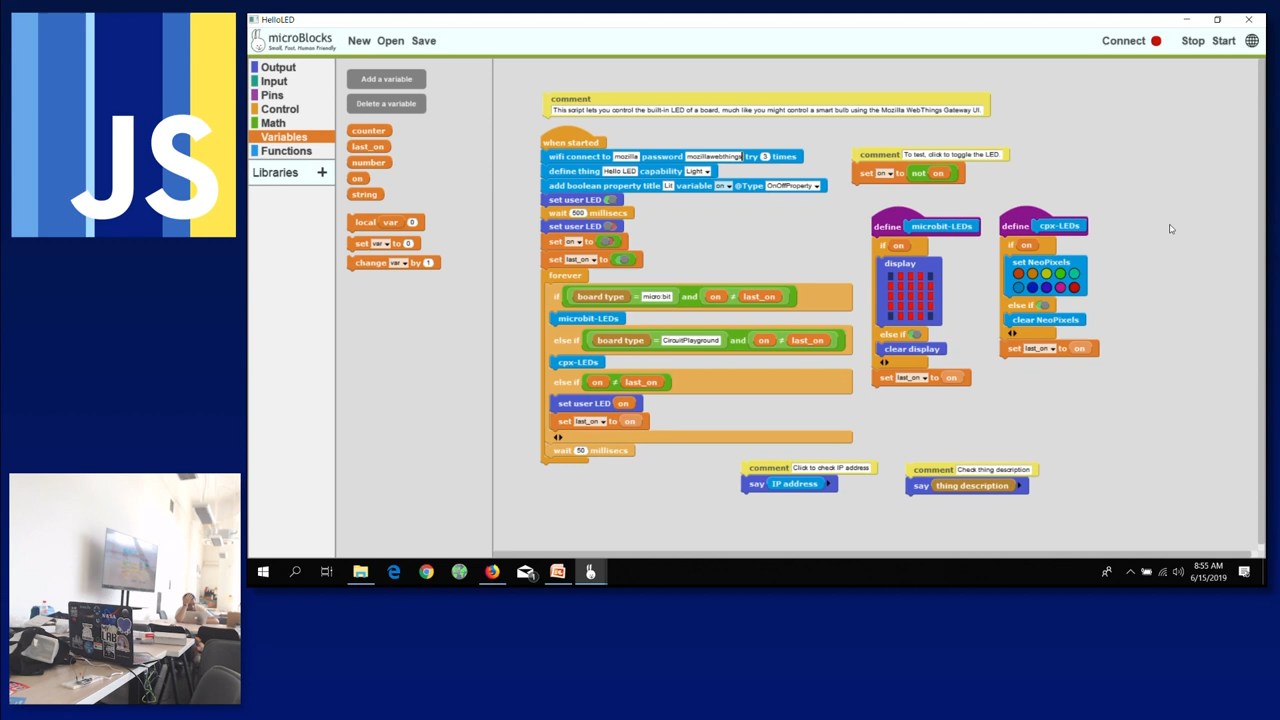 HelloLED
microBlocks
Small, Fast, Human Friendly
New Open Save
Connect Stop Start
Output
Input
Pins
Control
Math
Variables
Functions
Libraries +
Add a variable
Delete a variable
counter
last_on
number
on
string
local var 0
set var to 0
change var by 1
comment
This script lets you control the built-in LED of a board, much like you might control a smart bulb using the Mozilla WebThings Gateway UI.
when started
wifi connect to mozilla password mozillawebthings try 3 times
define thing Hello LED capability Light
add boolean property title Lit variable on @Type OnOffProperty
set user LED
wait 500 millisecs
set user LED
set on to
set last_on to
forever
if board type = micro:bit and on ≠ last_on
microbit-LEDs
else if board type = CircuitPlayground and on ≠ last_on
cpx-LEDs
else if on ≠ last_on
set user LED on
set last_on to on
wait 50 millisecs
comment To test, click to toggle the LED.
set on to not on
define microbit-LEDs
if on
display
else if
clear display
set last_on to on
define cpx-LEDs
if on
set NeoPixels
else if
clear NeoPixels
set last_on to on
comment Click to check IP address
say IP address
comment Check thing description
say thing description
8:55 AM
6/15/2019
JS
NASA
LAB